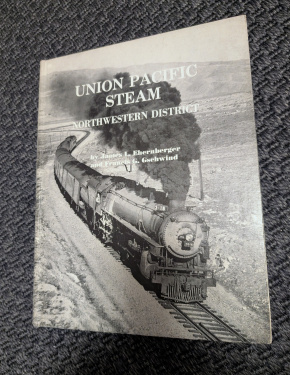 UNION PACIFIC
STEAM
NORTHWESTERN DISTRICT
by James L. Ehernberger
and Francis G. Gschwind